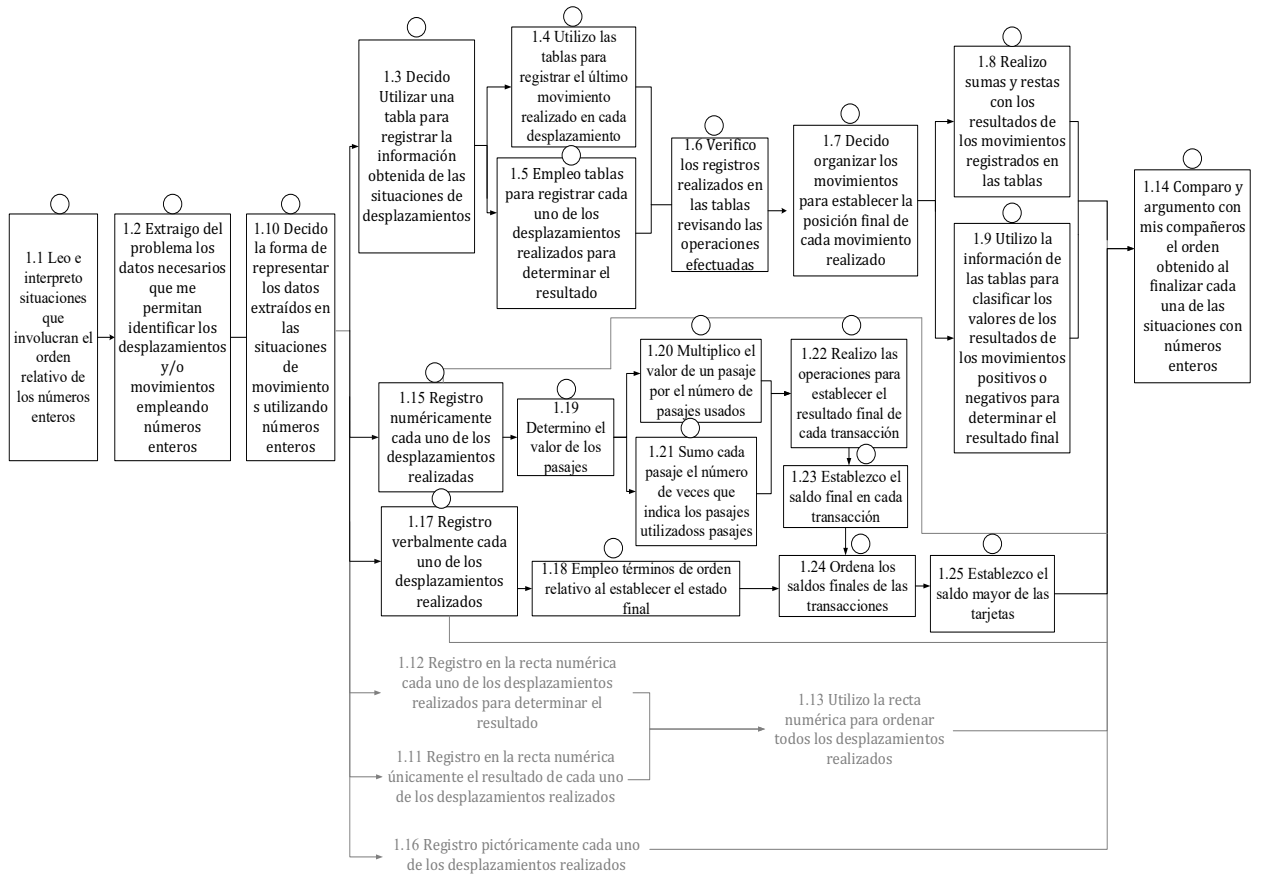 1.1 Leo e
interpreto
situaciones
que
involucran el
orden
relativo de
los números
enteros
1.2 Extraigo del
problema los
datos necesarios
que me
permitan
identificar los
desplazamientos
y/o
movimientos
empleando
números
enteros
1.10 Decido
la forma de
representar
los datos
extraídos en
las
situaciones
de
movimiento
s utilizando
números
enteros
1.3 Decido
Utilizar una
tabla para
registrar la
información
obtenida de las
situaciones de
desplazamientos
1.4 Utilizo las
tablas para
registrar el último
movimiento
realizado en cada
desplazamiento
1.5 Empleo tablas
para registrar cada
uno de los
desplazamientos
realizados para
determinar el
resultado
1.6 Verifico
los registros
realizados en
las tablas
revisando las
operaciones
efectuadas
1.7 Decido
organizar los
movimientos
para establecer la
posición final de
cada movimiento
realizado
1.8 Realizo
sumas y restas
con los
resultados de
los movimientos
registrados en
las tablas
1.9 Utilizo la
información de
las tablas para
clasificar los
valores de los
resultados de
los movimientos
positivos o
negativos para
determinar el
resultado final
1.14 Comparo y
argumento con
mis compañeros
el orden
obtenido al
finalizar cada
una de las
situaciones con
números
enteros
1.15 Registro
numéricamente
cada uno de los
desplazamientos
realizadas
1.19
Determino el
valor de los
pasajes
1.20 Multiplico el
valor de un pasaje
por el número de
pasajes usados
1.21 Sumo cada
pasaje el número
de veces que
indica los pasajes
utilizadoss pasajes
1.22 Realizo las
operaciones para
establecer el
resultado final de
cada transacción
1.23 Establezco el
saldo final en cada
transacción
1.17 Registro
verbalmente cada
uno de los
desplazamientos
realizados
1.18 Empleo términos de orden
relativo al establecer el estado
final
1.24 Ordena los
saldos finales de las
transacciones
1.25 Establezco el
saldo mayor de las
tarjetas
1.12 Registro en la recta numérica
cada uno de los desplazamientos
realizados para determinar el
resultado
1.13 Utilizo la recta
numérica para ordenar
todos los desplazamientos
realizados
1.11 Registro en la recta numérica
únicamente el resultado de cada uno
de los desplazamientos realizados
1.16 Registro pictóricamente cada uno
de los desplazamientos realizados